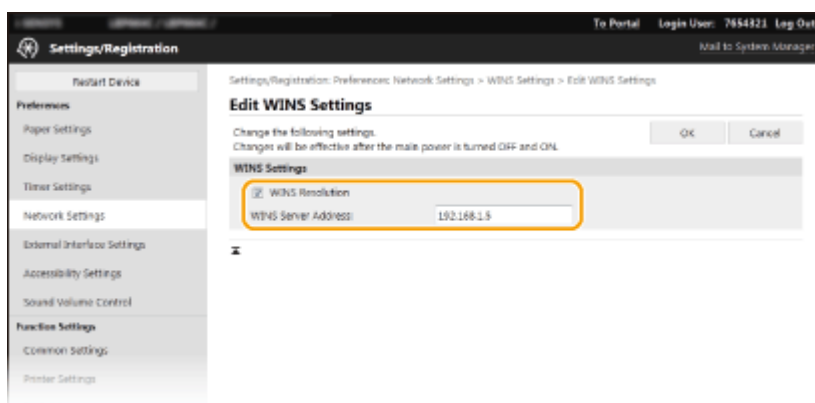 To Portal Login User: 7654321 Log Out
Settings/Registration
Mail to System Manager
Restart Device
Preferences
Paper Settings
Display Settings
Timer Settings
Network Settings
External Interface Settings
Accessibility Settings
Sound Volume Control
Function Settings
Common Settings
Printer Settings
Settings/Registration: Preferences: Network Settings > WINS Settings > Edit WINS Settings
Edit WINS Settings
Change the following settings.
Changes will be effective after the main power is turned OFF and ON.
OK Cancel
WINS Settings
WINS Resolution
WINS Server Address: 192.168.1.5